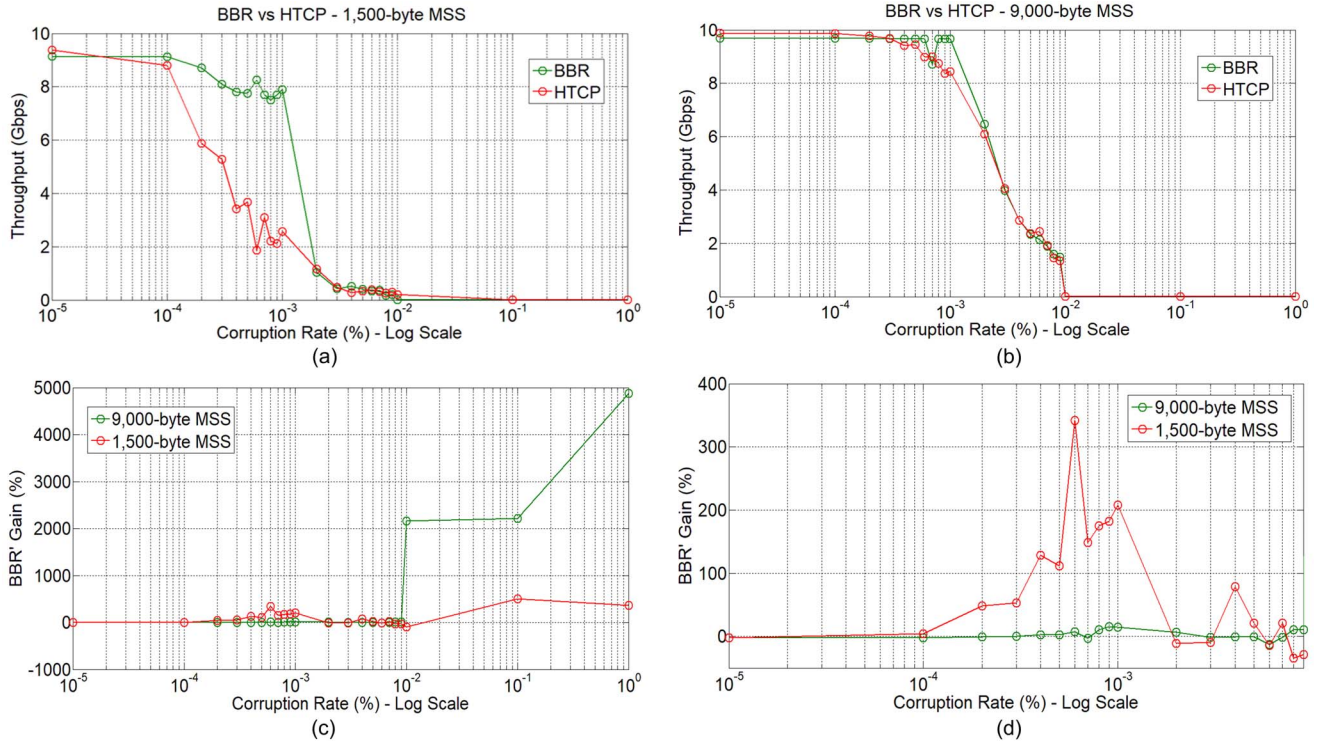 BBR vs HTCP - 1,500-byte MSS
10
8
6
4
2
0
Throughput (Gbps)
BBR
HTCP
10^-5
10^-4
10^-3
10^-2
10^-1
10^0
Corruption Rate (%) - Log Scale
(a)
BBR vs HTCP - 9,000-byte MSS
10
8
6
4
2
0
Throughput (Gbps)
BBR
HTCP
10^-5
10^-4
10^-3
10^-2
10^-1
10^0
Corruption Rate (%) - Log Scale
(b)
5000
4000
3000
2000
1000
0
-1000
BBR' Gain (%)
9,000-byte MSS
1,500-byte MSS
10^-5
10^-4
10^-3
10^-2
10^-1
10^0
Corruption Rate (%) - Log Scale
(c)
400
300
200
100
0
BBR' Gain (%)
9,000-byte MSS
1,500-byte MSS
10^-5
10^-4
10^-3
Corruption Rate (%) - Log Scale
(d)